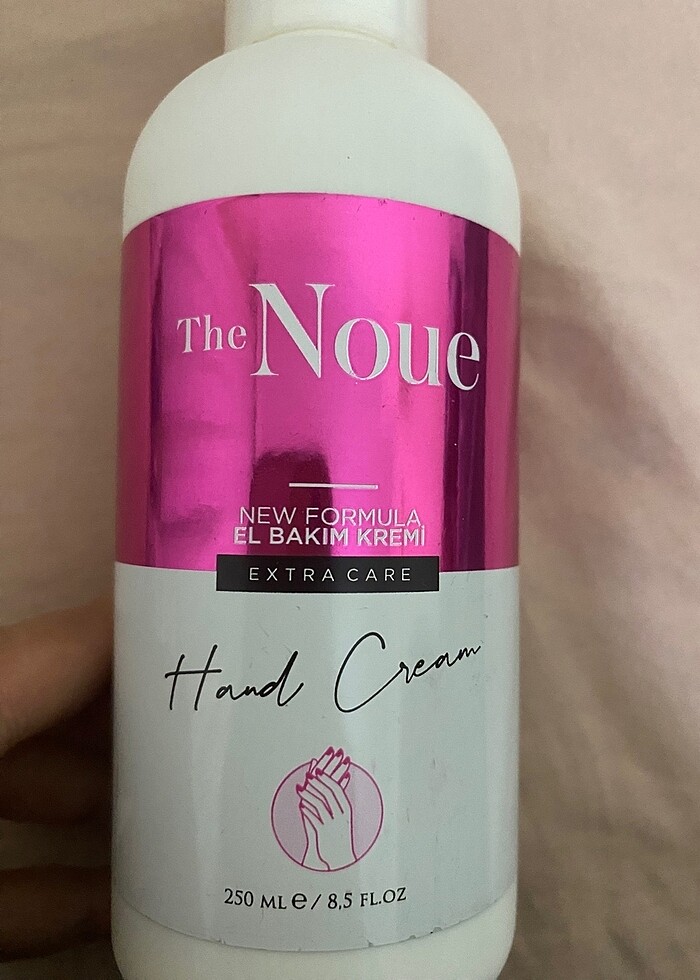 The Noue
NEW FORMULA
EL BAKIM KREMİ
EXTRA CARE
Hand Cream
250 ML e / 8,5 FL.OZ